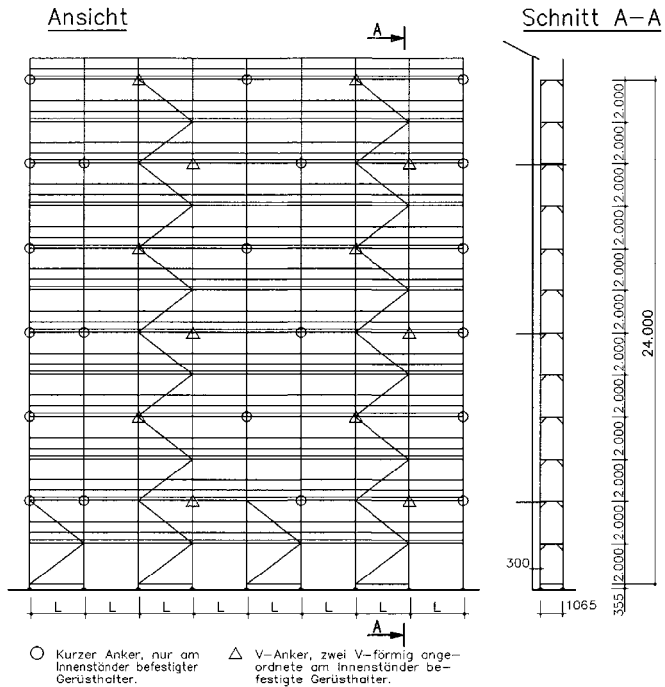 Ansicht
Schnitt A-A
A
2.000
2.000
2.000
2.000
2.000
2.000
2.000
2.000
2.000
2.000
2.000
2.000
24.000
300
355
1065
L L L L L L L L
A
Kurzer Anker, nur am
Innenständer befestigter
Gerüsthalter.
V-Anker, zwei V-förmig ange-
ordnete am Innenständer be-
festigte Gerüsthalter.